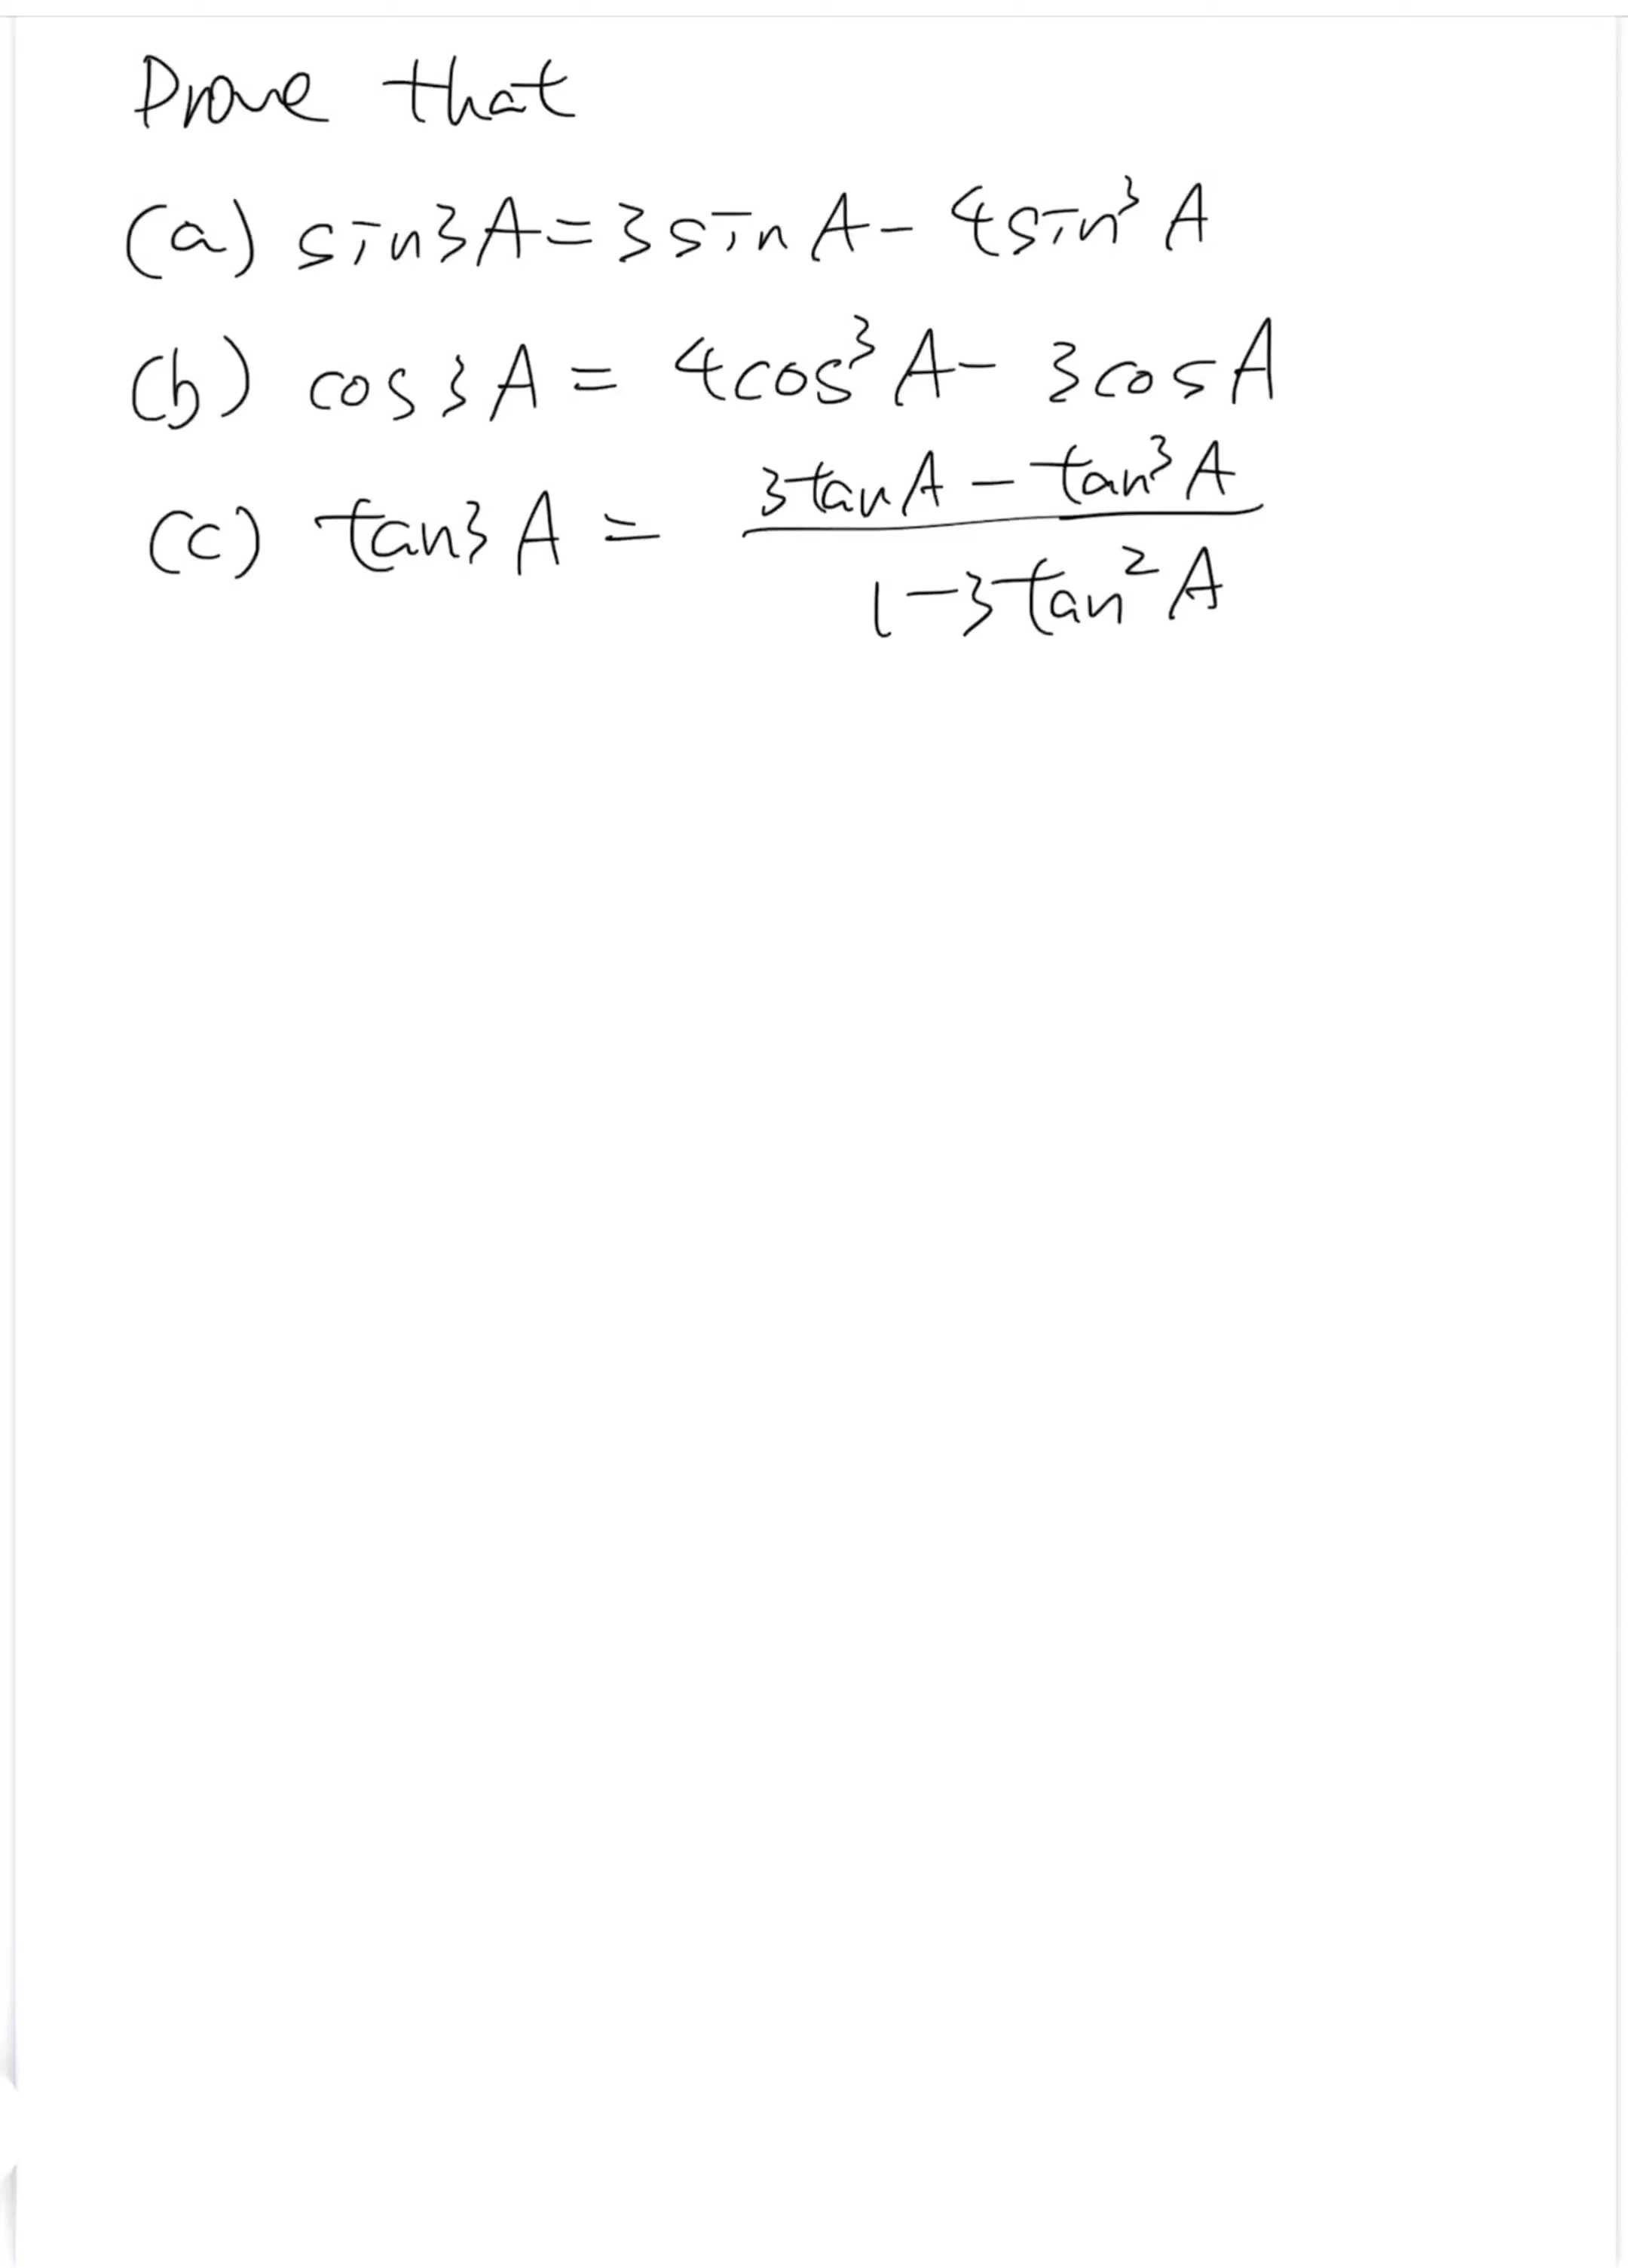 Prove that
(a) sin3A=3sinA- 4sin³A
(b) cos3A = 4cos³A- 3cosA
(c) tan3A = (3tanA - tan³A)/(1-3tan²A)